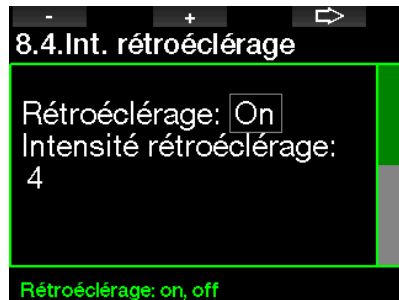 - + ⇨
8.4.Int. rétroéclérage
Rétroéclérage: On
Intensité rétroéclérage:
4
Rétroéclérage: on, off